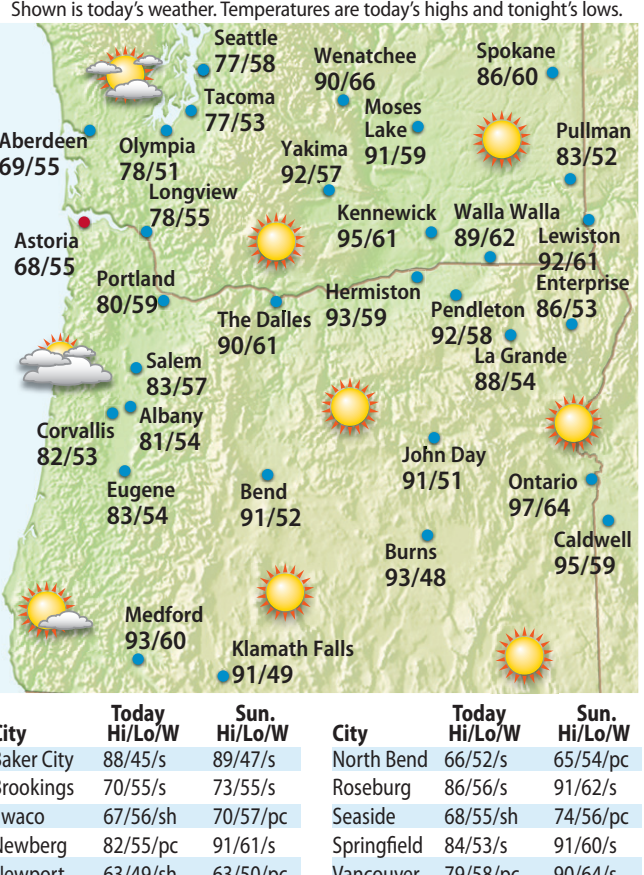 Shown is today's weather. Temperatures are today's highs and tonight's lows.
Seattle
77/58
Wenatchee
90/66
Spokane
86/60
Tacoma
77/53
Moses
Lake
91/59
Aberdeen
69/55
Olympia
78/51
Yakima
92/57
Pullman
83/52
Longview
78/55
Kennewick
95/61
Walla Walla
89/62
Lewiston
92/61
Astoria
68/55
Portland
80/59
The Dalles
90/61
Hermiston
93/59
Pendleton
92/58
Enterprise
86/53
La Grande
88/54
Salem
83/57
Albany
81/54
Corvallis
82/53
Eugene
83/54
Bend
91/52
John Day
91/51
Ontario
97/64
Caldwell
95/59
Burns
93/48
Medford
93/60
Klamath Falls
91/49
Today Sun.
City Hi/Lo/W Hi/Lo/W
Baker City 88/45/s 89/47/s
Brookings 70/55/s 73/55/s
waco 67/56/sh 70/57/pc
Newberg 82/55/pc 91/61/s
Newport 63/49/sh 63/50/pc
Today Sun.
City Hi/Lo/W Hi/Lo/W
North Bend 66/52/s 65/54/pc
Roseburg 86/56/s 91/62/s
Seaside 68/55/sh 74/56/pc
Springfield 84/53/s 91/60/s
Vancouver 79/58/pc 90/64/s